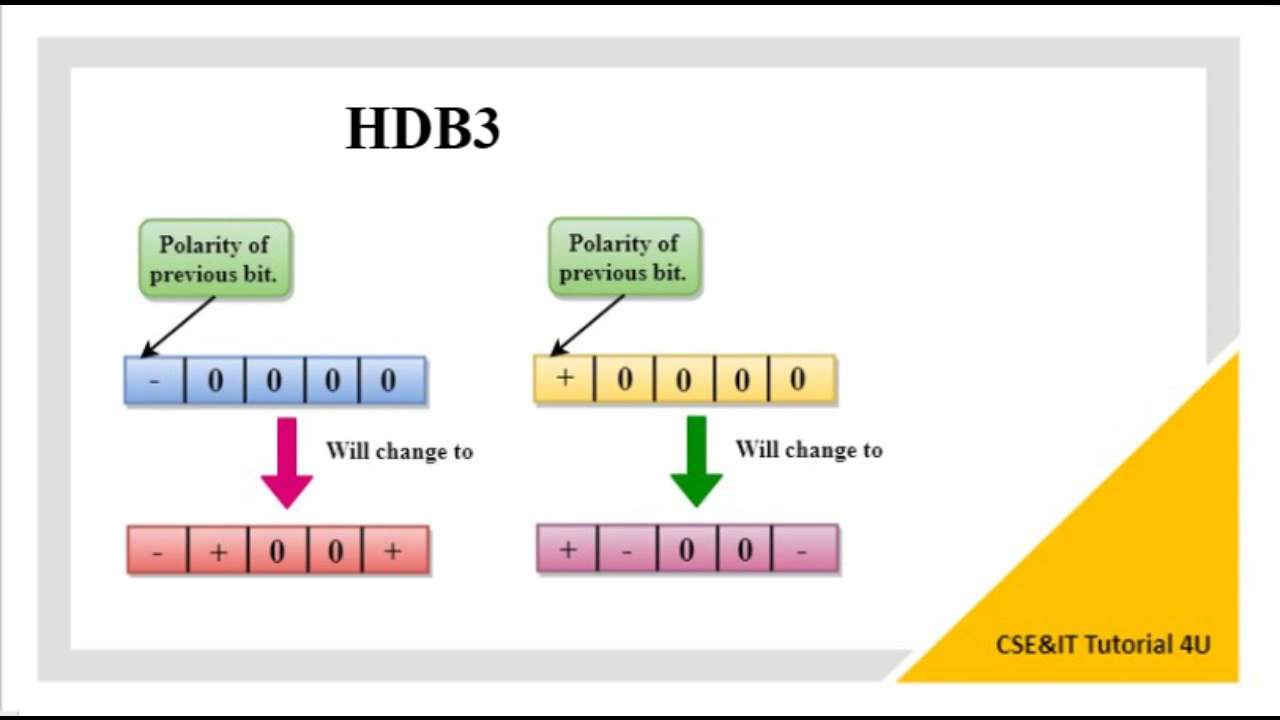 HDB3
Polarity of
previous bit.
Polarity of
previous bit.
- 0 0 0 0
+ 0 0 0 0
Will change to
Will change to
- + 0 0 +
+ - 0 0 -
CSE&IT Tutorial 4U